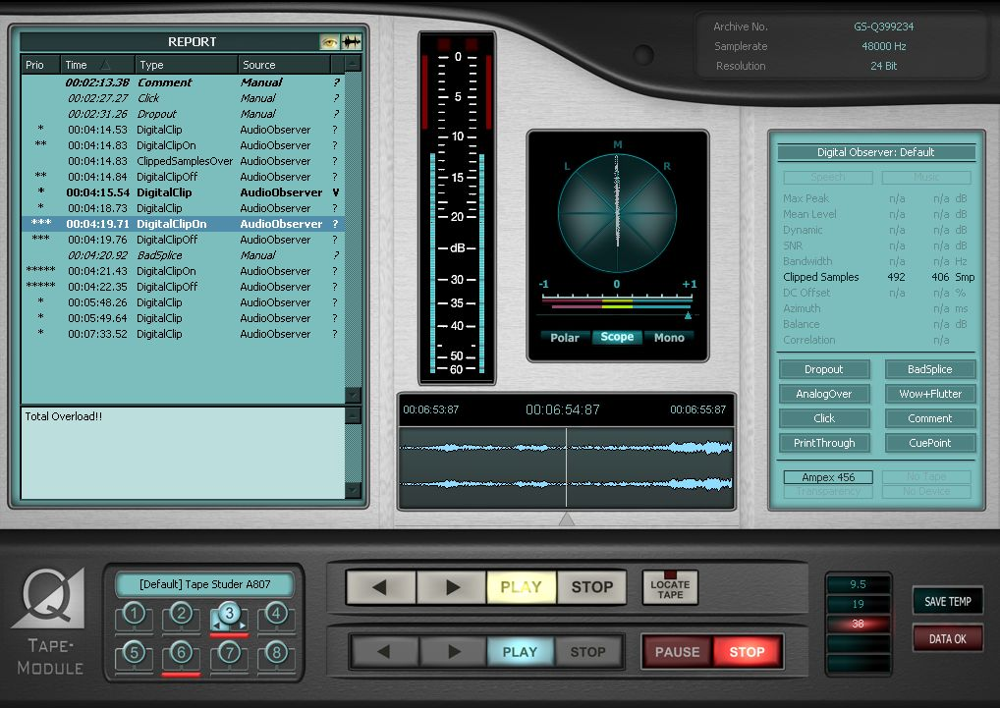 REPORT
Prio Time Type Source
00:02:13.38 Comment Manual ?
00:02:27.27 Click Manual ?
00:02:31.26 Dropout Manual ?
* 00:04:14.53 DigitalClip AudioObserver ?
** 00:04:14.83 DigitalClipOn AudioObserver ?
00:04:14.83 ClippedSamplesOver AudioObserver ?
** 00:04:14.84 DigitalClipOff AudioObserver ?
* 00:04:15.54 DigitalClip AudioObserver ¥
* 00:04:18.73 DigitalClip AudioObserver ?
*** 00:04:19.71 DigitalClipOn AudioObserver ?
*** 00:04:19.76 DigitalClipOff AudioObserver ?
00:04:20.92 BadSplice Manual ?
***** 00:04:21.43 DigitalClipOn AudioObserver ?
***** 00:04:22.35 DigitalClipOff AudioObserver ?
* 00:05:48.26 DigitalClip AudioObserver ?
* 00:05:49.64 DigitalClip AudioObserver ?
* 00:07:33.52 DigitalClip AudioObserver ?
Total Overload!!
0
5
10
15
20
dB
30
35
40
50
60
M
L R
-1 0 +1
Polar Scope Mono
00:06:53:87 00:06:54:87 00:06:55:87
Archive No. GS-Q399234
Samplerate 48000 Hz
Resolution 24 Bit
Digital Observer: Default
Speech Music
Max Peak n/a n/a dB
Mean Level n/a n/a dB
Dynamic n/a n/a dB
SNR n/a n/a dB
Bandwidth n/a n/a Hz
Clipped Samples 492 406 Smp
DC Offset n/a n/a %
Azimuth n/a ms
Balance n/a dB
Correlation n/a
Dropout BadSplice
AnalogOver Wow+Flutter
Click Comment
PrintThrough CuePoint
Ampex 456 No Tape
Transparency No Device
Q
TAPE-
MODULE
[Default] Tape Studer A807
1 2 3 4
5 6 7 8
PLAY STOP
LOCATE
TAPE
PLAY STOP
PAUSE STOP
9.5
19
38
SAVE TEMP
DATA OK